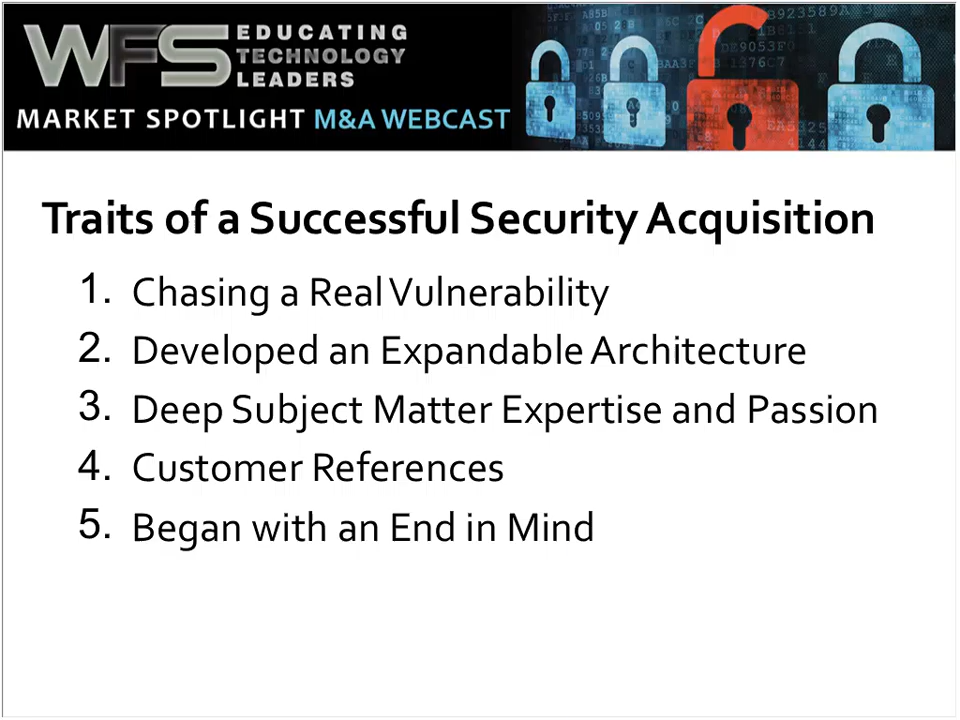 WFS EDUCATING
TECHNOLOGY
LEADERS
MARKET SPOTLIGHT M&A WEBCAST
Traits of a Successful Security Acquisition
1. Chasing a Real Vulnerability
2. Developed an Expandable Architecture
3. Deep Subject Matter Expertise and Passion
4. Customer References
5. Began with an End in Mind